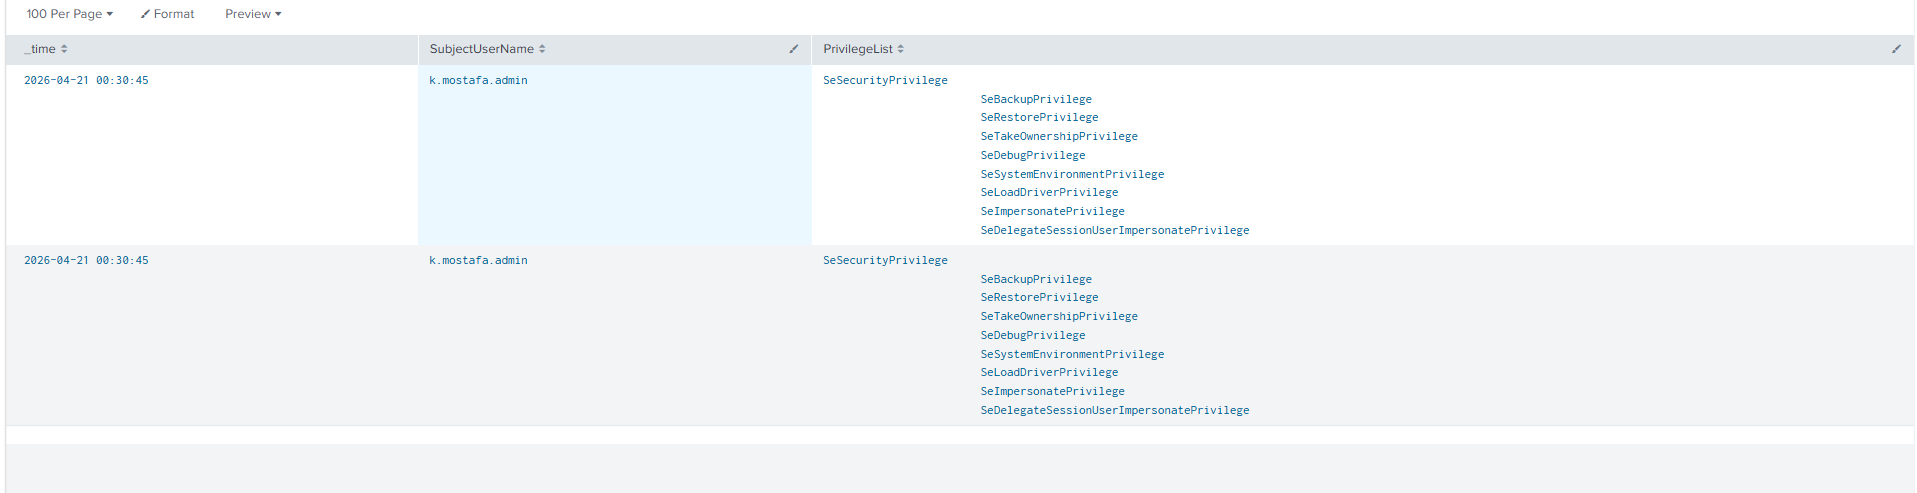 100 Per Page Format Preview
_time SubjectUserName PrivilegeList
2026-04-21 00:30:45 k.mostafa.admin SeSecurityPrivilege
SeBackupPrivilege
SeRestorePrivilege
SeTakeOwnershipPrivilege
SeDebugPrivilege
SeSystemEnvironmentPrivilege
SeLoadDriverPrivilege
SeImpersonatePrivilege
SeDelegateSessionUserImpersonatePrivilege
2026-04-21 00:30:45 k.mostafa.admin SeSecurityPrivilege
SeBackupPrivilege
SeRestorePrivilege
SeTakeOwnershipPrivilege
SeDebugPrivilege
SeSystemEnvironmentPrivilege
SeLoadDriverPrivilege
SeImpersonatePrivilege
SeDelegateSessionUserImpersonatePrivilege